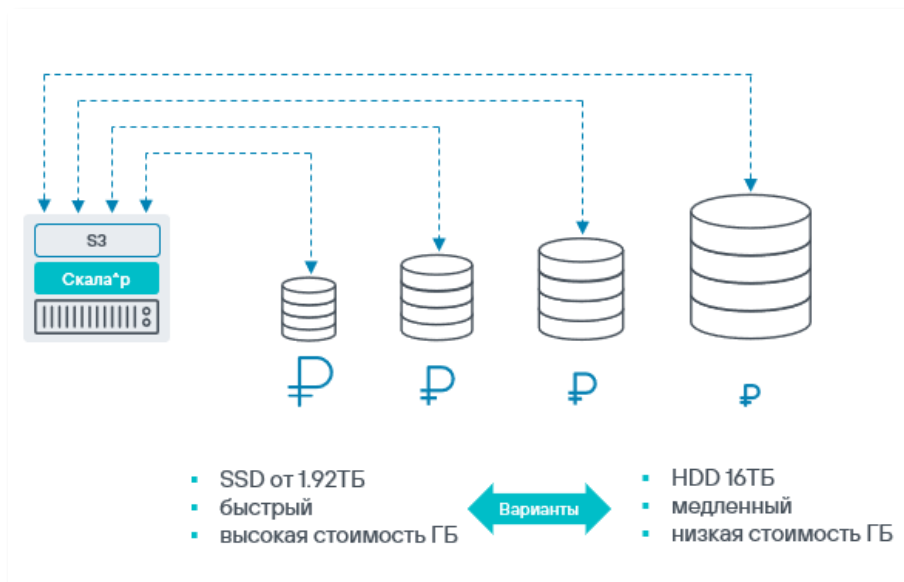 S3
Скала^р
₽ ₽ ₽ ₽
▪ SSD от 1.92ТБ
▪ быстрый
▪ высокая стоимость ГБ
Варианты
▪ HDD 16ТБ
▪ медленный
▪ низкая стоимость ГБ